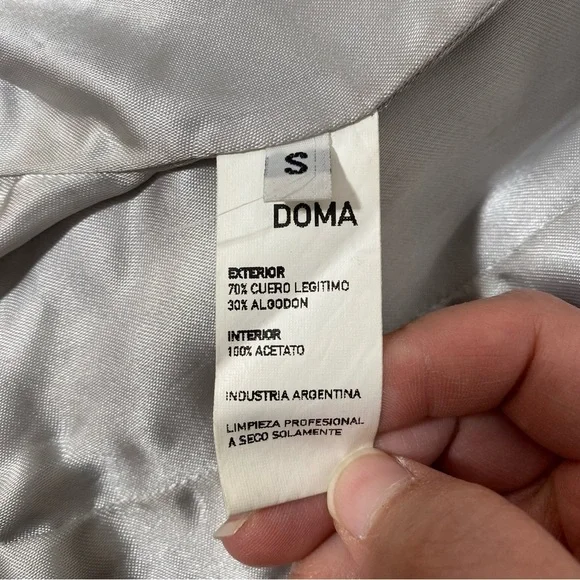 S
DOMA
EXTERIOR
70% CUERO LEGITIMO
30% ALGODON
INTERIOR
100% ACETATO
INDUSTRIA ARGENTINA
LIMPIEZA PROFESIONAL
A SECO SOLAMENTE